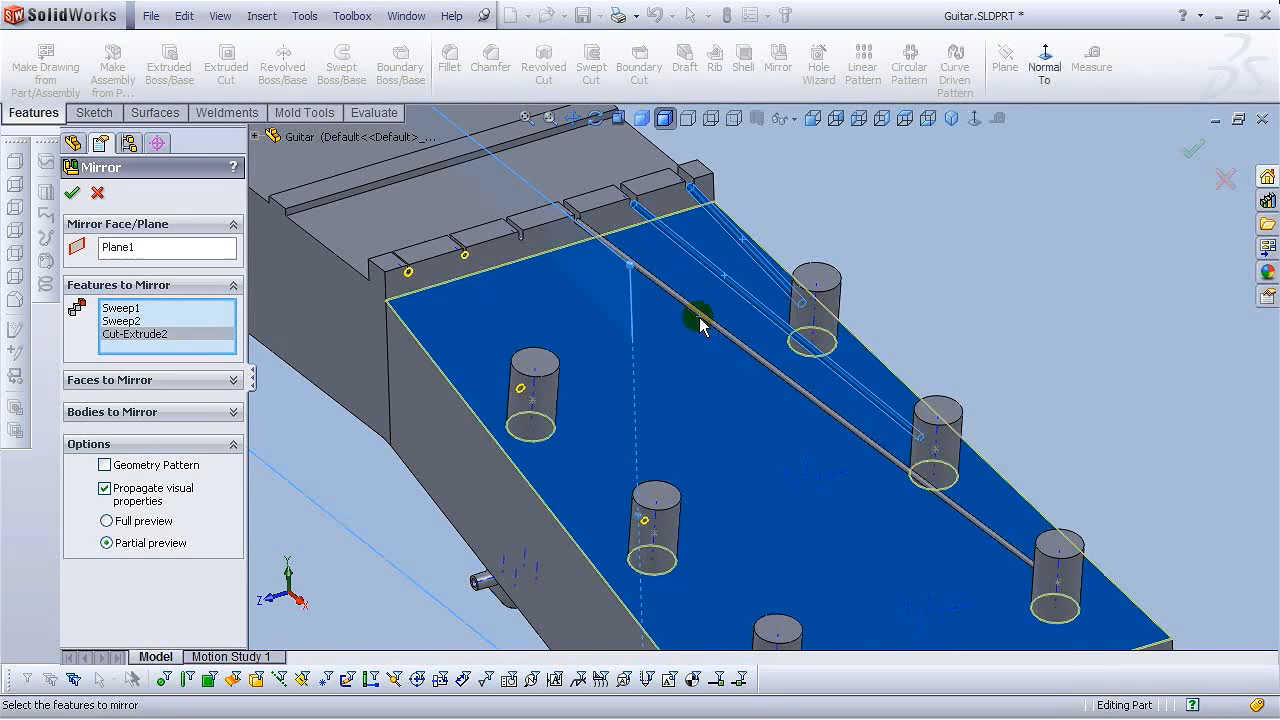 SolidWorks File Edit View Insert Tools Toolbox Window Help Guitar.SLDPRT * ?
Make Drawing from Part/Assembly
Make Assembly from P...
Extruded Boss/Base
Extruded Cut
Revolved Boss/Base
Swept Boss/Base
Boundary Boss/Base
Fillet
Chamfer
Revolved Cut
Swept Cut
Boundary Cut
Draft
Rib
Shell
Mirror
Hole Wizard
Linear Pattern
Circular Pattern
Curve Driven Pattern
Plane
Normal To
Measure
Features Sketch Surfaces Weldments Mold Tools Evaluate
Guitar (Default<<Default>_...
Mirror ?
Mirror Face/Plane
Plane1
Features to Mirror
Sweep1
Sweep2
Cut-Extrude2
Faces to Mirror
Bodies to Mirror
Options
Geometry Pattern
Propagate visual
properties
Full preview
Partial preview
Y
Z
X
Model Motion Study 1
Select the features to mirror Editing Part ?